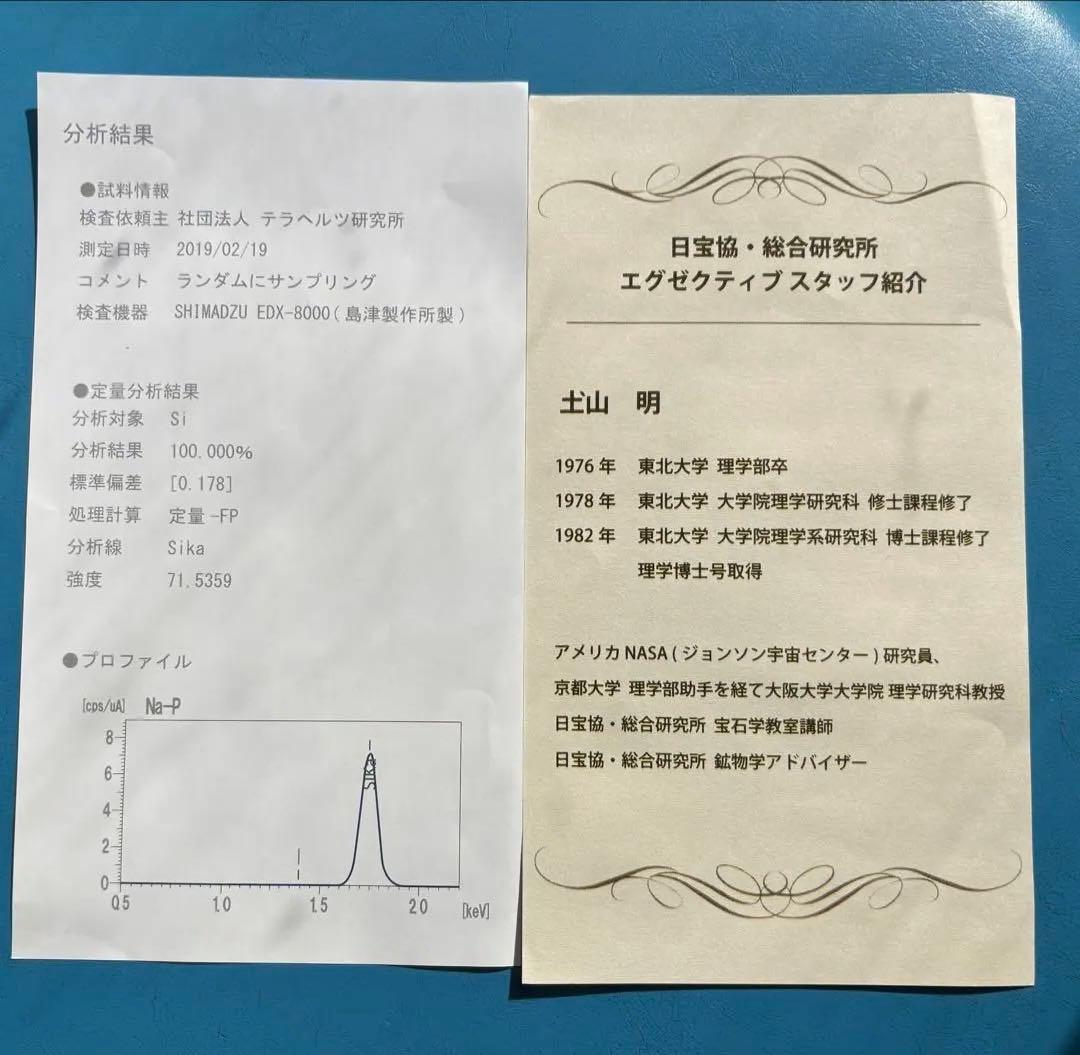 分析結果
●試料情報
検査依頼主 社団法人 テラヘルツ研究所
測定日時 2019/02/19
コメント ランダムにサンプリング
検査機器 SHIMADZU EDX-8000(島津製作所製)
●定量分析結果
分析対象 Si
分析結果 100.000%
標準偏差 [0.178]
処理計算 定量-FP
分析線 Sika
強度 71.5359
●プロファイル
[cps/uA] Na-P
8
6
4
2
0
SiKa
0.5 1.0 1.5 2.0 [keV]
日宝協・総合研究所
エグゼクティブ スタッフ紹介
土山 明
1976年 東北大学 理学部卒
1978年 東北大学 大学院理学研究科 修士課程修了
1982年 東北大学 大学院理学系研究科 博士課程修了
理学博士号取得
アメリカNASA(ジョンソン宇宙センター)研究員、
京都大学 理学部助手を経て大阪大学大学院 理学研究科教授
日宝協・総合研究所 宝石学教室講師
日宝協・総合研究所 鉱物学アドバイザー